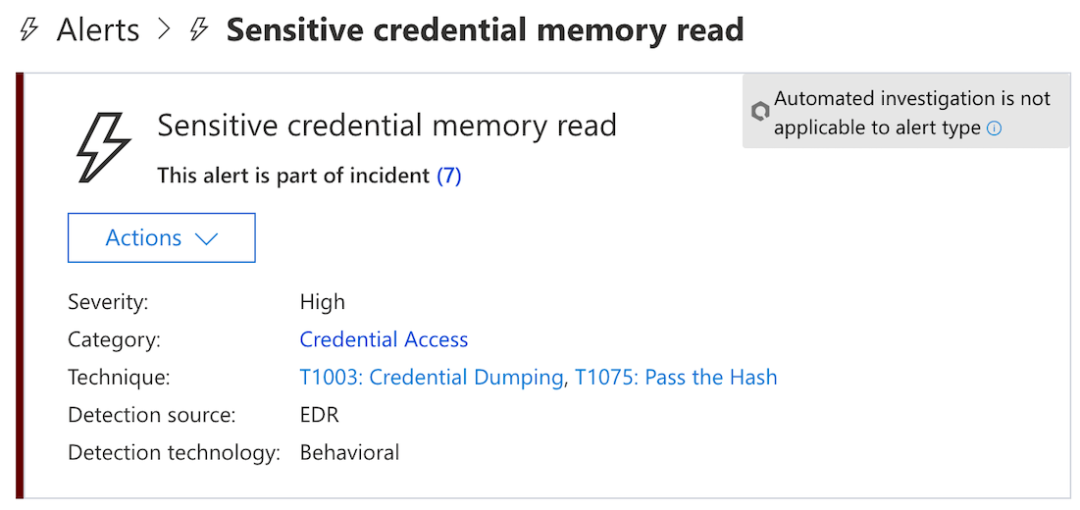 Alerts > Sensitive credential memory read
Automated investigation is not
applicable to alert type
Sensitive credential memory read
This alert is part of incident (7)
Actions
Severity: High
Category: Credential Access
Technique: T1003: Credential Dumping, T1075: Pass the Hash
Detection source: EDR
Detection technology: Behavioral